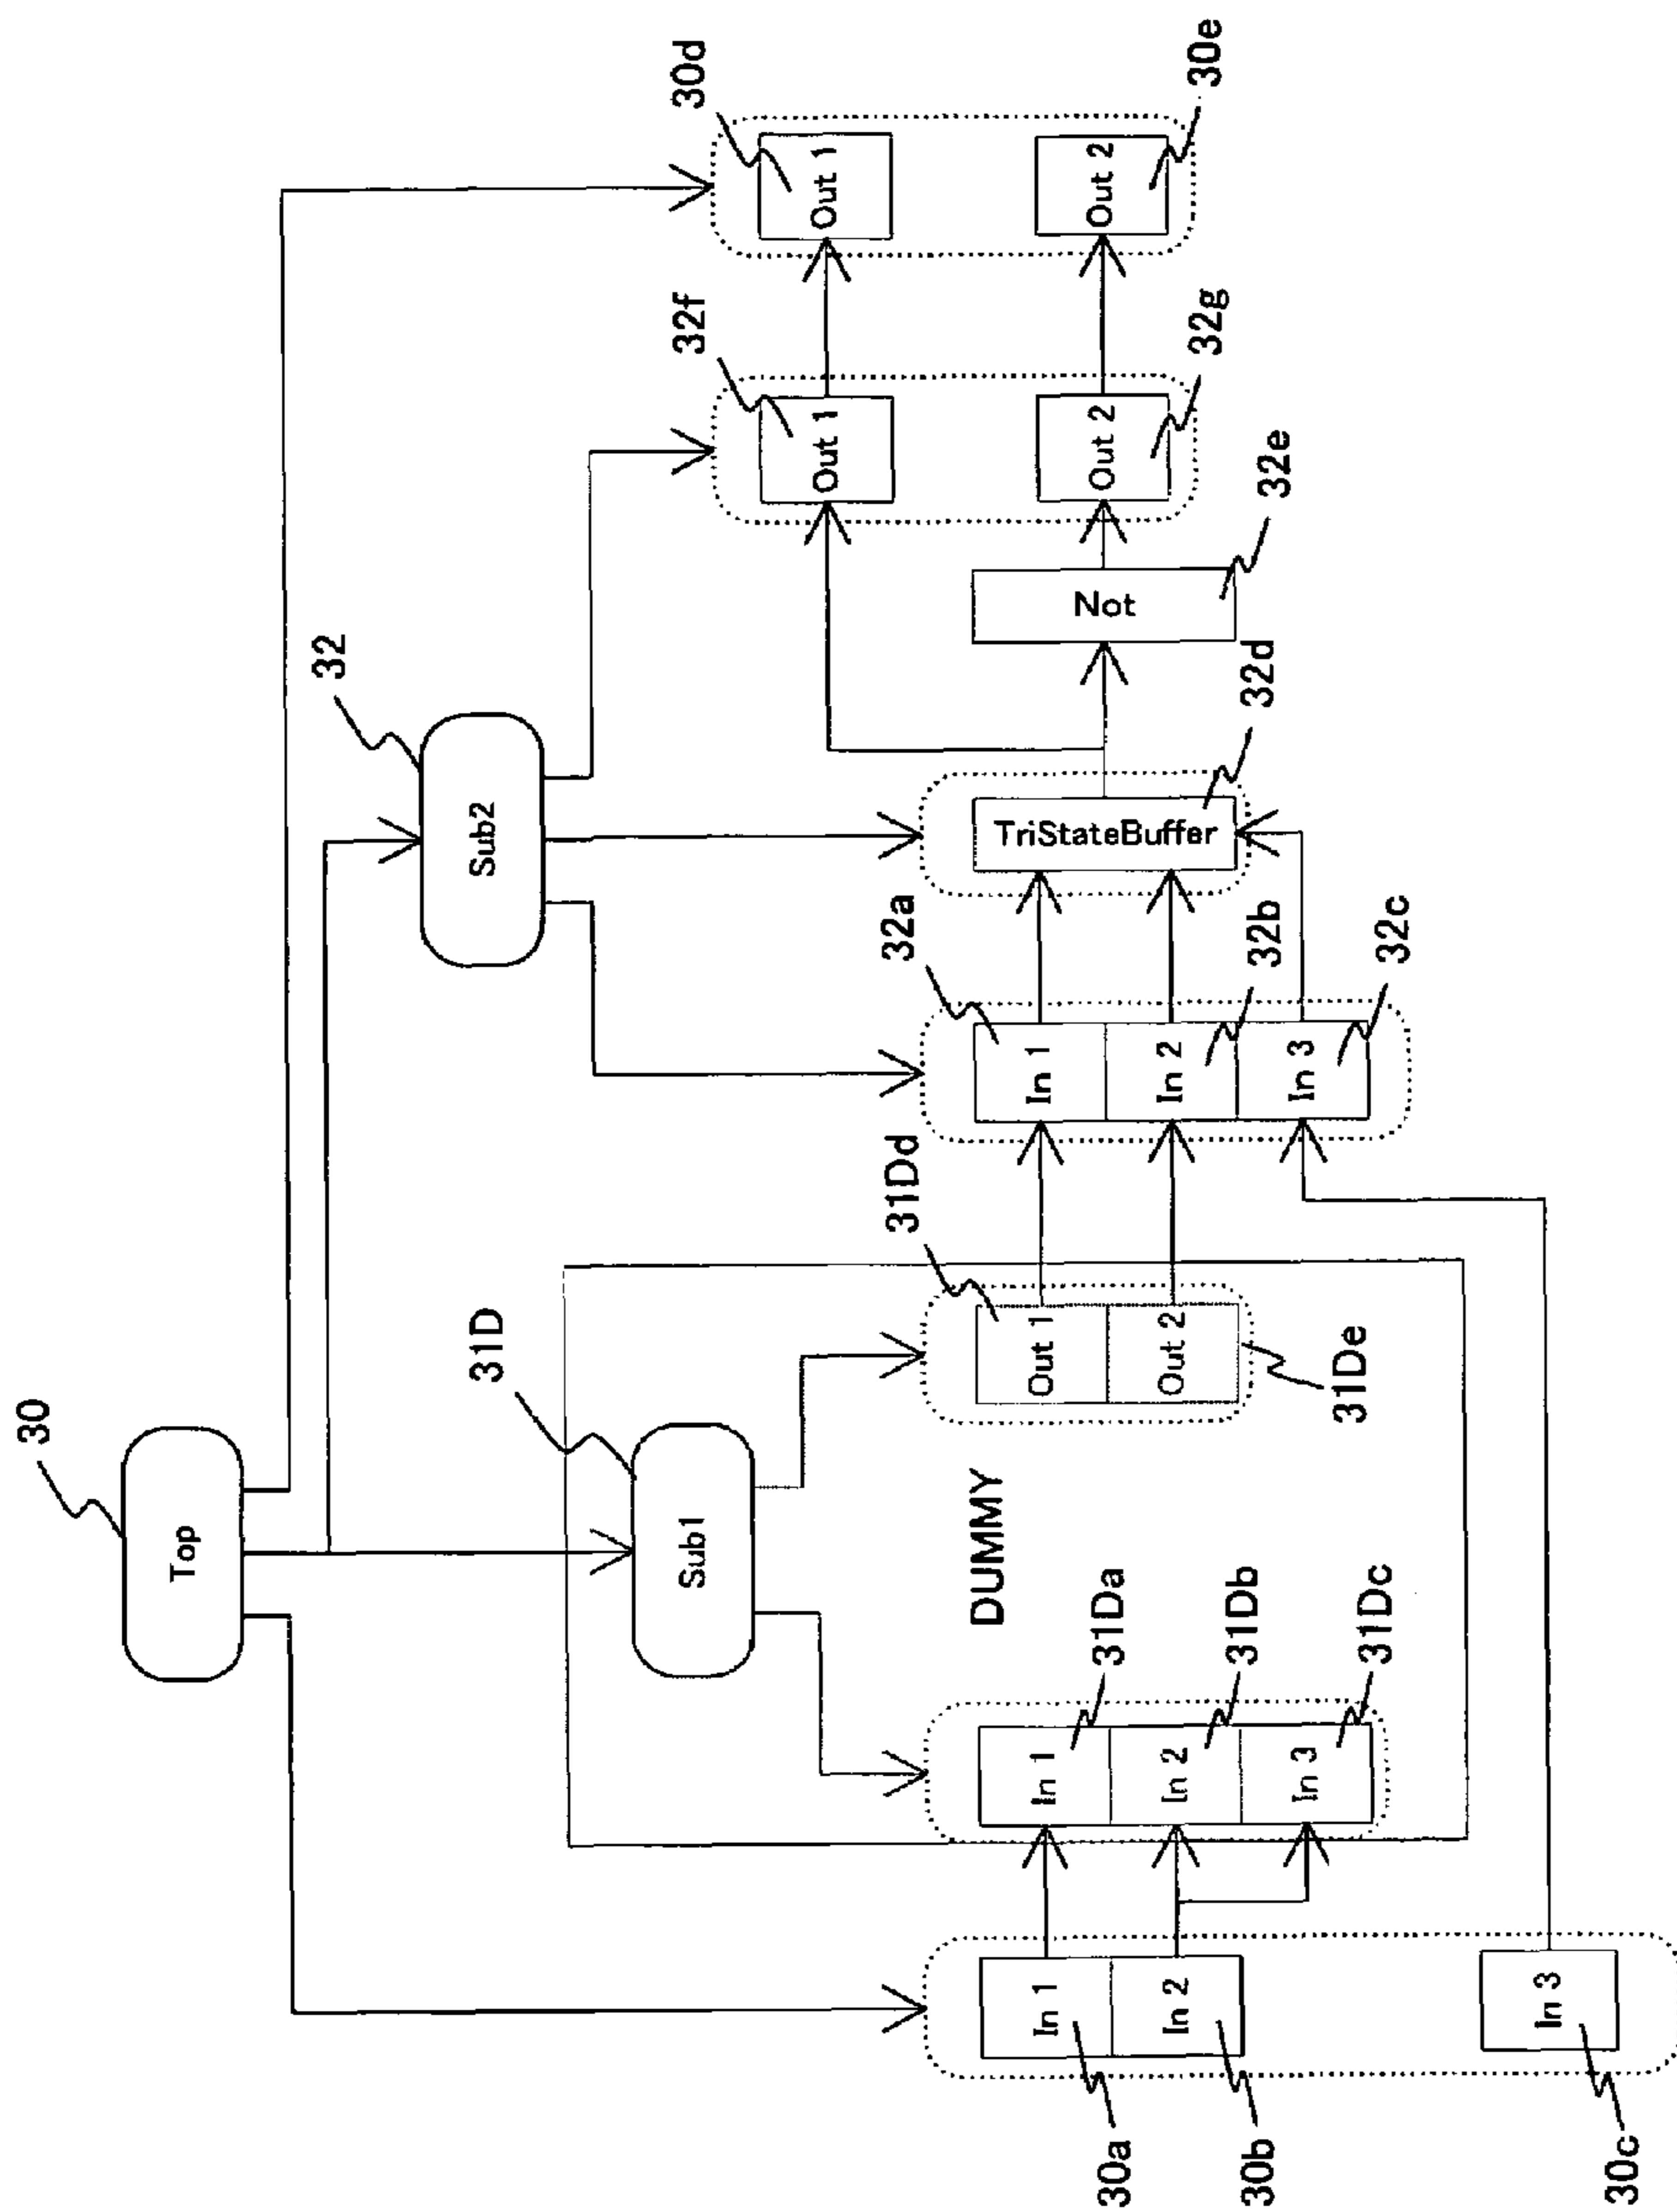 30
Top
32
Sub2
31D
Sub1
DUMMY
30a
In 1
30b
In 2
30c
In 3
In 1
31Da
In 2
31Db
In 3
31Dc
31Dd
Out 1
Out 2
31De
32a
In 1
In 2
32b
In 3
32c
TriStateBuffer
32d
Not
32e
32f
Out 1
Out 2
32g
30d
Out 1
Out 2
30e